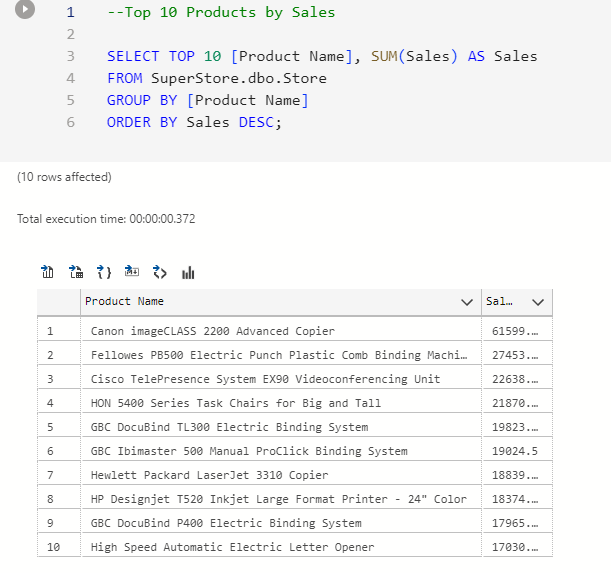 1 --Top 10 Products by Sales
2
3 SELECT TOP 10 [Product Name], SUM(Sales) AS Sales
4 FROM SuperStore.dbo.Store
5 GROUP BY [Product Name]
6 ORDER BY Sales DESC;
(10 rows affected)
Total execution time: 00:00:00.372
Product Name Sal...
1 Canon imageCLASS 2200 Advanced Copier 61599....
2 Fellowes PB500 Electric Punch Plastic Comb Binding Machi... 27453....
3 Cisco TelePresence System EX90 Videoconferencing Unit 22638....
4 HON 5400 Series Task Chairs for Big and Tall 21870....
5 GBC DocuBind TL300 Electric Binding System 19823....
6 GBC Ibimaster 500 Manual ProClick Binding System 19024.5
7 Hewlett Packard LaserJet 3310 Copier 18839....
8 HP Designjet T520 Inkjet Large Format Printer - 24" Color 18374....
9 GBC DocuBind P400 Electric Binding System 17965....
10 High Speed Automatic Electric Letter Opener 17030....